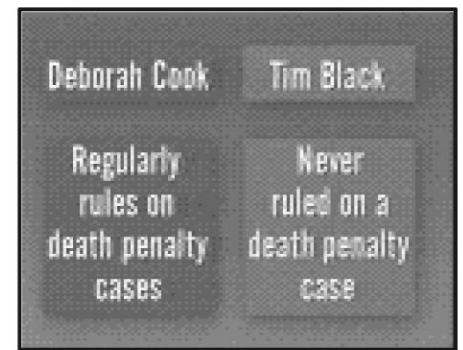 Deborah Cook
Tim Black
Regularly
rules on
death penalty
cases
Never
ruled on a
death penalty
case